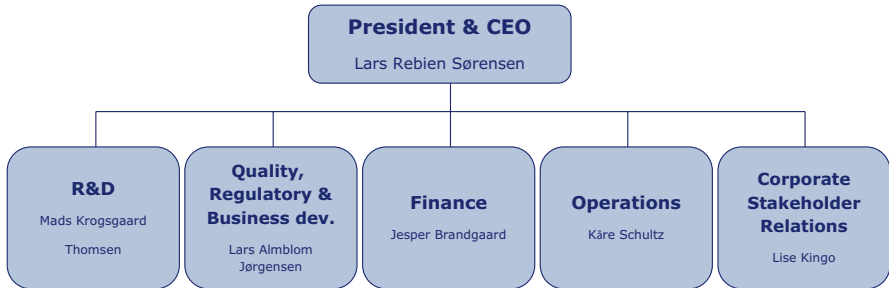 President & CEO
Lars Rebien Sørensen
R&D
Mads Krogsgaard
Thomsen
Quality,
Regulatory &
Business dev.
Lars Almblom
Jørgensen
Finance
Jesper Brandgaard
Operations
Kåre Schultz
Corporate
Stakeholder
Relations
Lise Kingo